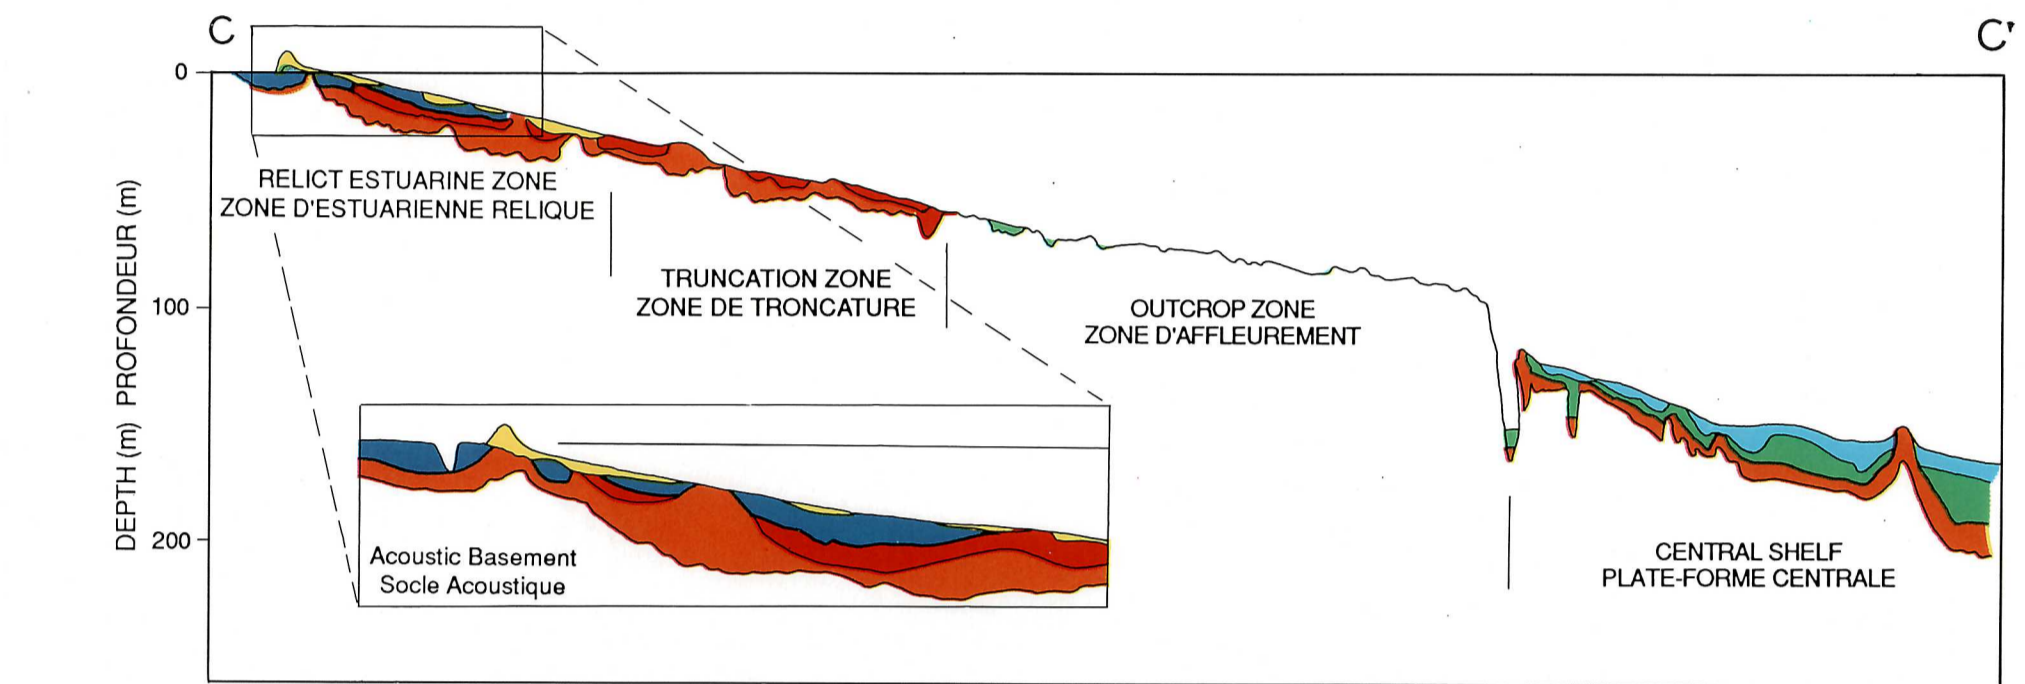 C
C'
0
RELICT ESTUARINE ZONE
ZONE D'ESTUARIENNE RELIQUE
DEPTH (m) PROFONDEUR (m)
TRUNCATION ZONE
ZONE DE TRONCATURE
100
OUTCROP ZONE
ZONE D'AFFLEUREMENT
200
Acoustic Basement
Socle Acoustique
CENTRAL SHELF
PLATE-FORME CENTRALE